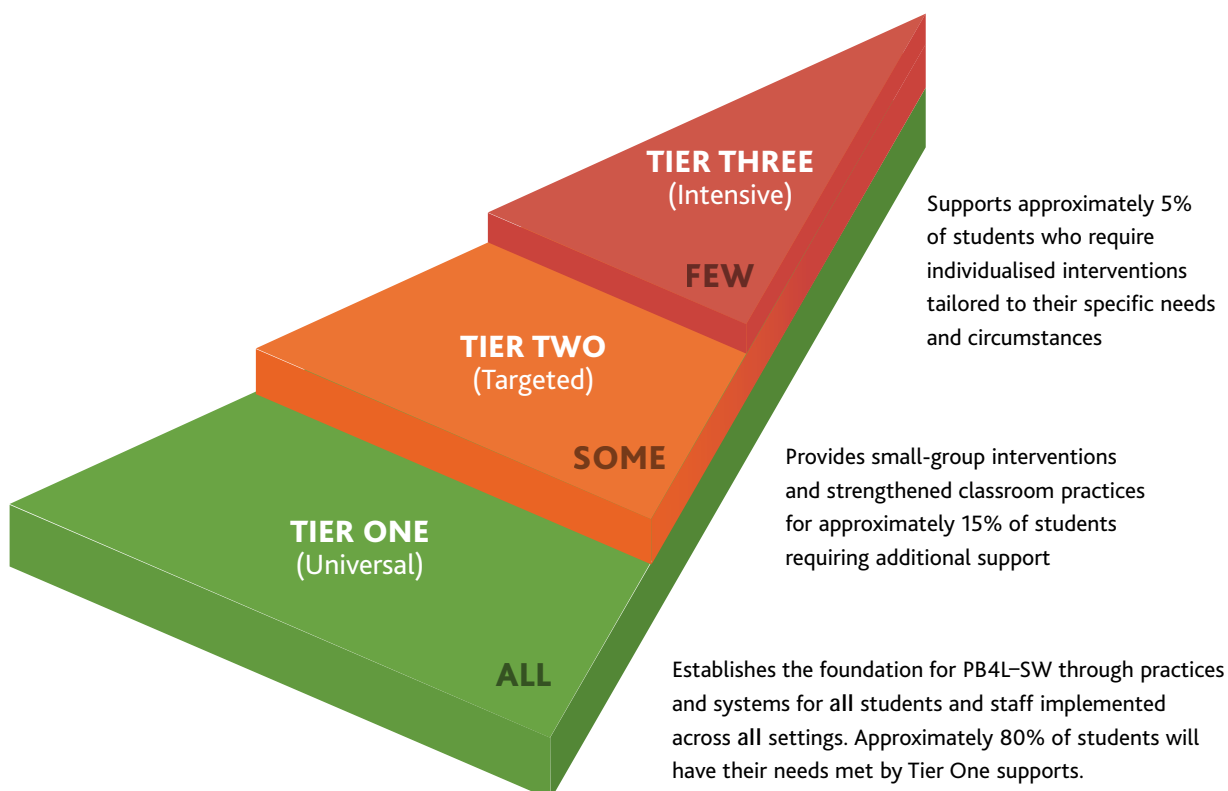 TIER THREE
(Intensive)
FEW
Supports approximately 5%
of students who require
individualised interventions
tailored to their specific needs
and circumstances
TIER TWO
(Targeted)
SOME
Provides small-group interventions
and strengthened classroom practices
for approximately 15% of students
requiring additional support
TIER ONE
(Universal)
ALL
Establishes the foundation for PB4L–SW through practices
and systems for all students and staff implemented
across all settings. Approximately 80% of students will
have their needs met by Tier One supports.